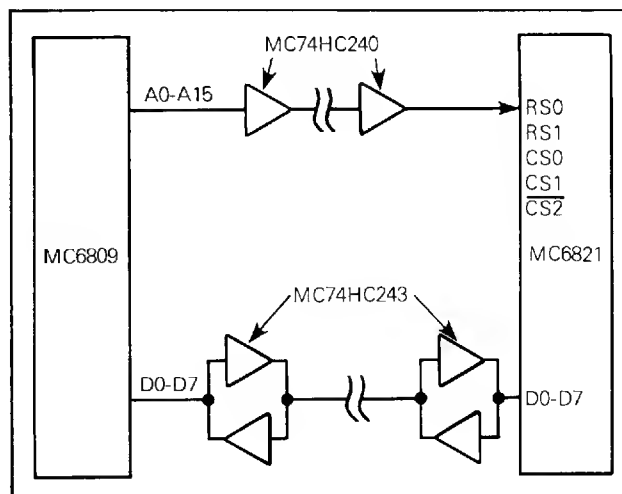 MC74HC240
A0-A15
RS0
RS1
CS0
CS1
CS2
MC6809
MC6821
MC74HC243
D0-D7
D0-D7